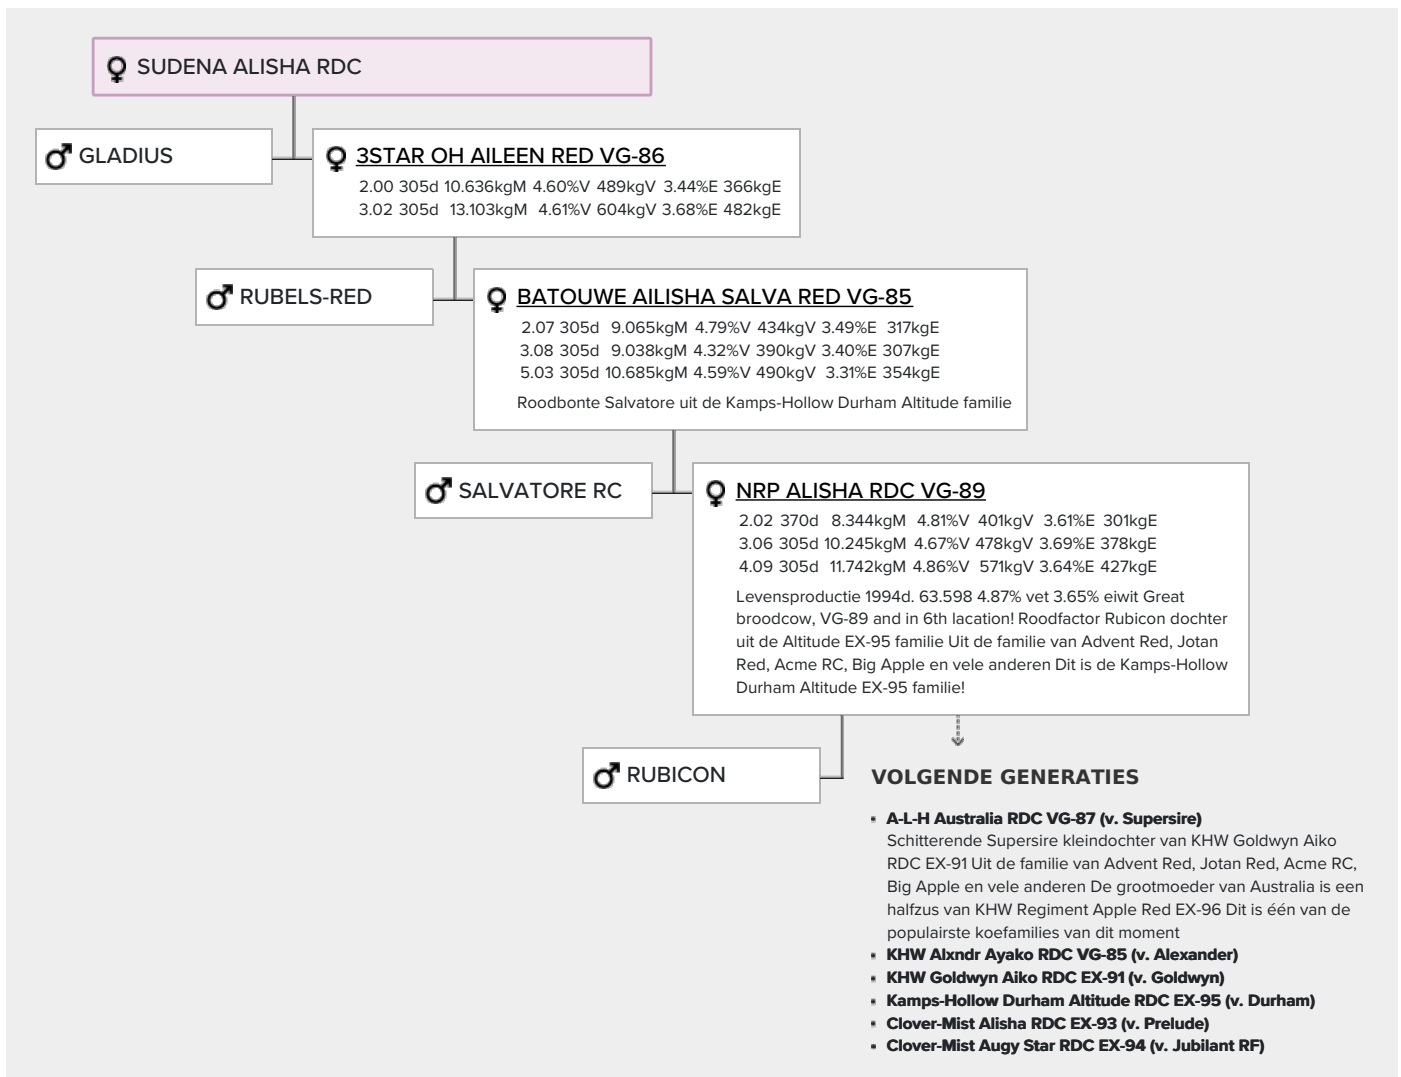 SUDENA ALISHA RDC
GLADIUS
3STAR OH AILEEN RED VG-86
2.00 305d 10.636kgM 4.60%V 489kgV 3.44%E 366kgE
3.02 305d 13.103kgM 4.61%V 604kgV 3.68%E 482kgE
RUBELS-RED
BATOUWE AILISHA SALVA RED VG-85
2.07 305d 9.065kgM 4.79%V 434kgV 3.49%E 317kgE
3.08 305d 9.038kgM 4.32%V 390kgV 3.40%E 307kgE
5.03 305d 10.685kgM 4.59%V 490kgV 3.31%E 354kgE
Roodbonte Salvatore uit de Kamps-Hollow Durham Altitude familie
SALVATORE RC
NRP ALISHA RDC VG-89
2.02 370d 8.344kgM 4.81%V 401kgV 3.61%E 301kgE
3.06 305d 10.245kgM 4.67%V 478kgV 3.69%E 378kgE
4.09 305d 11.742kgM 4.86%V 571kgV 3.64%E 427kgE
Levensproductie 1994d. 63.598 4.87% vet 3.65% eiwit Great
broodcow, VG-89 and in 6th lacation! Roodfactor Rubicon dochter
uit de Altitude EX-95 familie Uit de familie van Advent Red, Jotan
Red, Acme RC, Big Apple en vele anderen Dit is de Kamps-Hollow
Durham Altitude EX-95 familie!
RUBICON
VOLGENDE GENERATIES
A-L-H Australia RDC VG-87 (v. Supersire)
Schitterende Supersire kleindochter van KHW Goldwyn Aiko
RDC EX-91 Uit de familie van Advent Red, Jotan Red, Acme RC,
Big Apple en vele anderen De grootmoeder van Australia is een
halfzus van KHW Regiment Apple Red EX-96 Dit is één van de
populairste koefamilies van dit moment
KHW Alxndr Ayako RDC VG-85 (v. Alexander)
KHW Goldwyn Aiko RDC EX-91 (v. Goldwyn)
Kamps-Hollow Durham Altitude RDC EX-95 (v. Durham)
Clover-Mist Alisha RDC EX-93 (v. Prelude)
Clover-Mist Augy Star RDC EX-94 (v. Jubilant RF)